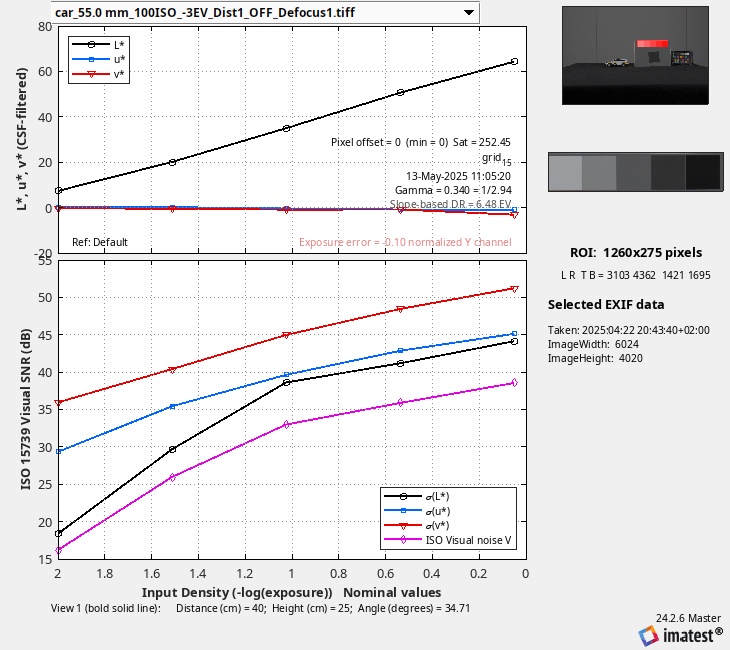 car_55.0 mm_100ISO_-3EV_Dist1_OFF_Defocus1.tiff
80
60
40
20
0
-20
L*, u*, v* (CSF-filtered)
L*
u*
v*
Pixel offset = 0 (min = 0) Sat = 252.45
grid15
13-May-2025 11:05:20
Gamma = 0.340 = 1/2.94
Slope-based DR = 6.48 EV
Ref: Default
Exposure error = -0.10 normalized Y channel
55
50
45
40
35
30
25
20
15
ISO 15739 Visual SNR (dB)
𝜎(L*)
𝜎(u*)
𝜎(v*)
ISO Visual noise V
2 1.8 1.6 1.4 1.2 1 0.8 0.6 0.4 0.2 0
Input Density (-log(exposure)) Nominal values
View 1 (bold solid line): Distance (cm) = 40; Height (cm) = 25; Angle (degrees) = 34.71
ROI: 1260x275 pixels
L R T B = 3103 4362 1421 1695
Selected EXIF data
Taken: 2025:04:22 20:43:40+02:00
ImageWidth: 6024
ImageHeight: 4020
24.2.6 Master
imatest®